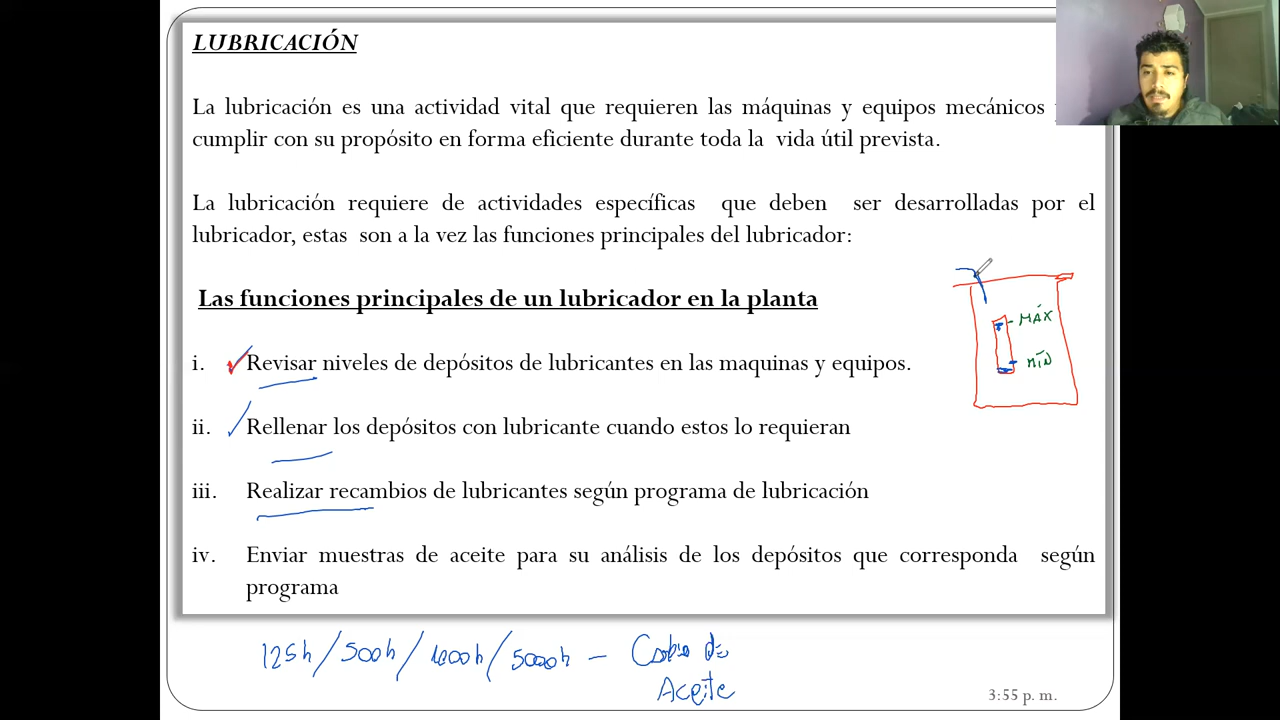 LUBRICACIÓN
La lubricación es una actividad vital que requieren las máquinas y equipos mecánicos
cumplir con su propósito en forma eficiente durante toda la vida útil prevista.
La lubricación requiere de actividades específicas que deben ser desarrolladas por el
lubricador, estas son a la vez las funciones principales del lubricador:
Las funciones principales de un lubricador en la planta
MÁX
i. Revisar niveles de depósitos de lubricantes en las maquinas y equipos.
MÍN
ii. Rellenar los depósitos con lubricante cuando estos lo requieran
iii. Realizar recambios de lubricantes según programa de lubricación
iv. Enviar muestras de aceite para su análisis de los depósitos que corresponda según
programa
125h / 500h / 1000h / 5000h - de
Aceite
3:55 p. m.